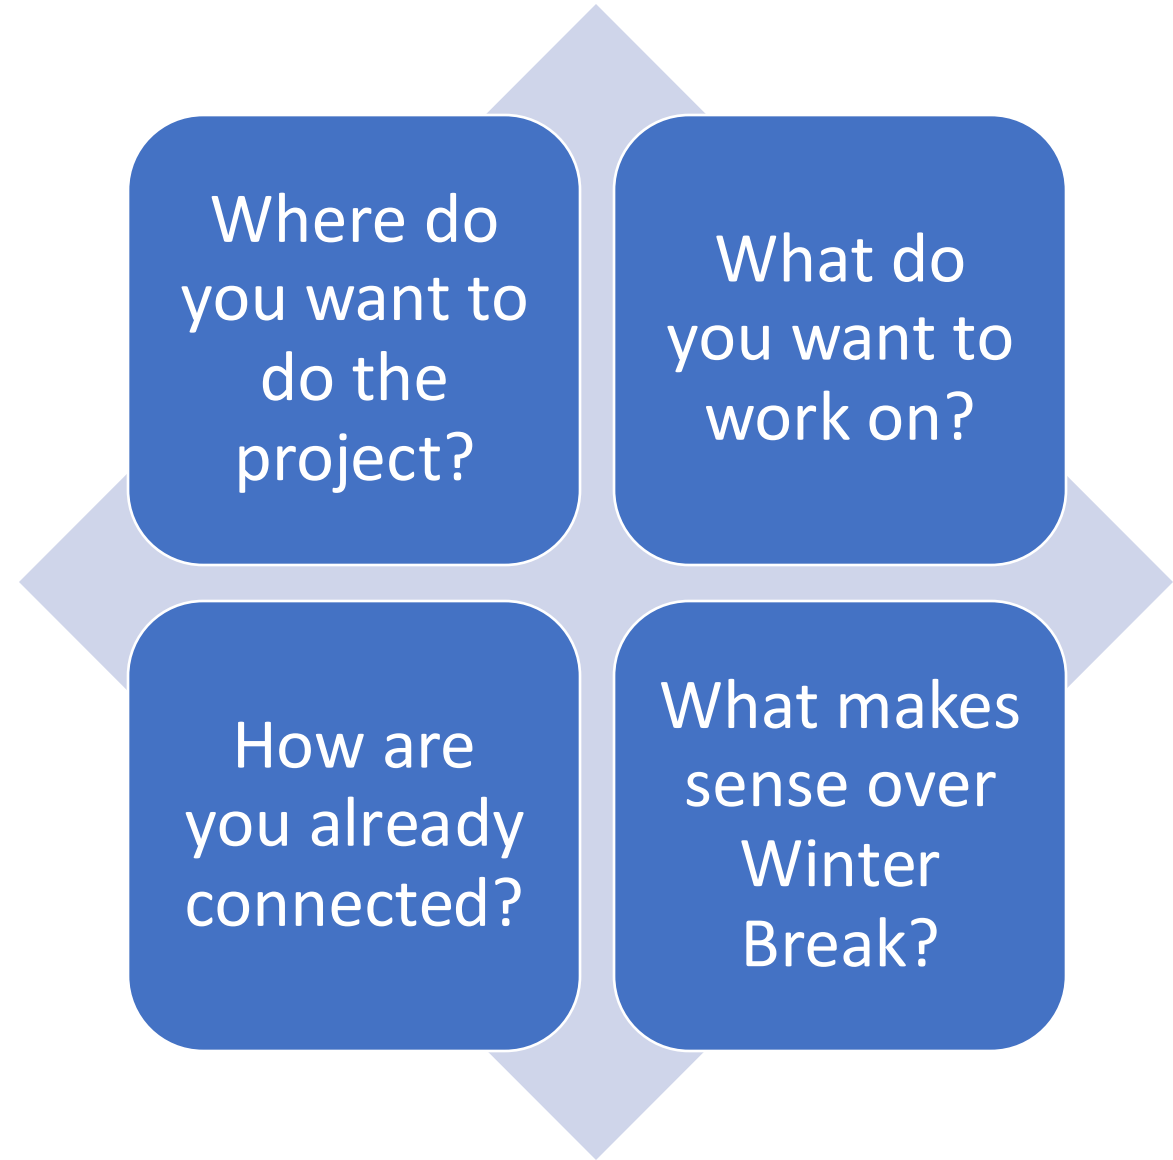 Where do
you want to
do the
project?
What do
you want to
work on?
How are
you already
connected?
What makes
sense over
Winter
Break?